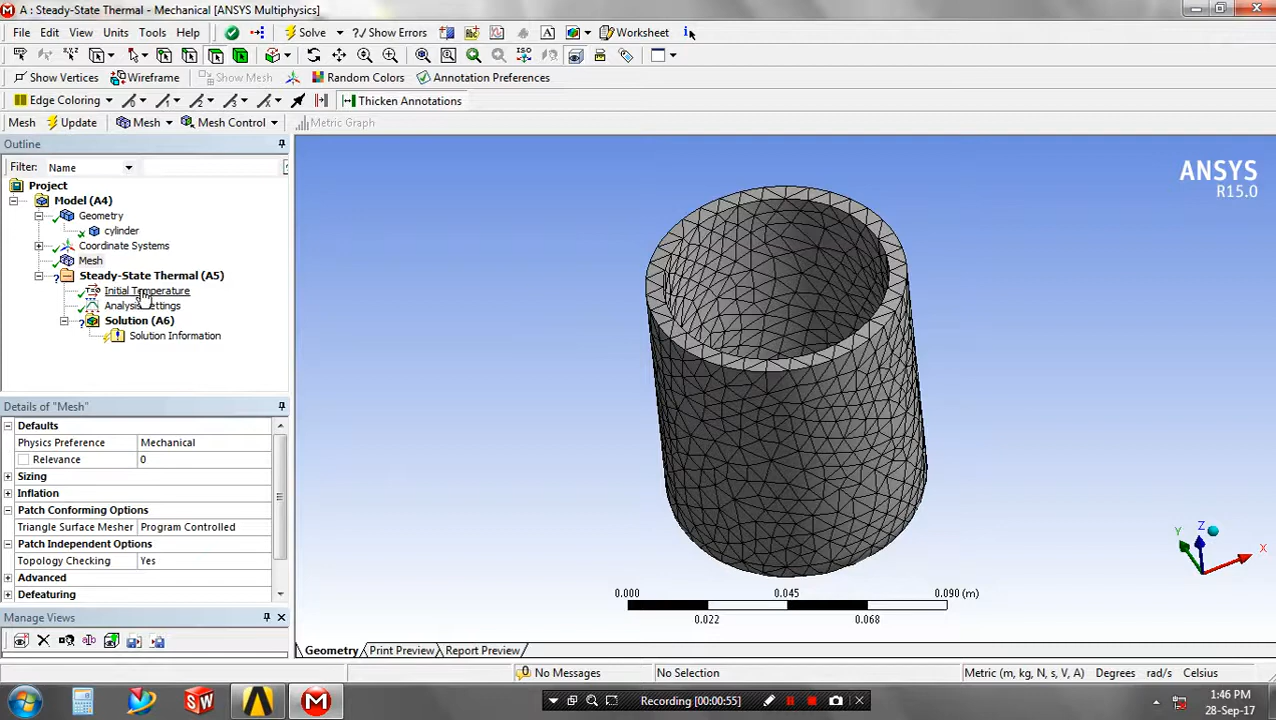 A : Steady-State Thermal - Mechanical [ANSYS Multiphysics]
File Edit View Units Tools Help Solve ?/ Show Errors A Worksheet
Show Vertices Wireframe Show Mesh Random Colors Annotation Preferences
Edge Coloring Thicken Annotations
Mesh Update Mesh Mesh Control Metric Graph
Outline
Filter: Name
Project
Model (A4)
Geometry
cylinder
Coordinate Systems
Mesh
Steady-State Thermal (A5)
Initial Temperature
Analysis Settings
Solution (A6)
Solution Information
Details of "Mesh"
Defaults
Physics Preference Mechanical
Relevance 0
Sizing
Inflation
Patch Conforming Options
Triangle Surface Mesher Program Controlled
Patch Independent Options
Topology Checking Yes
Advanced
Defeaturing
Manage Views
ANSYS
R15.0
0.000 0.045 0.090 (m)
0.022 0.068
Y Z X
Geometry Print Preview Report Preview
No Messages No Selection Metric (m, kg, N, s, V, A) Degrees rad/s Celsius
Recording [00:00:55]
1:46 PM
28-Sep-17